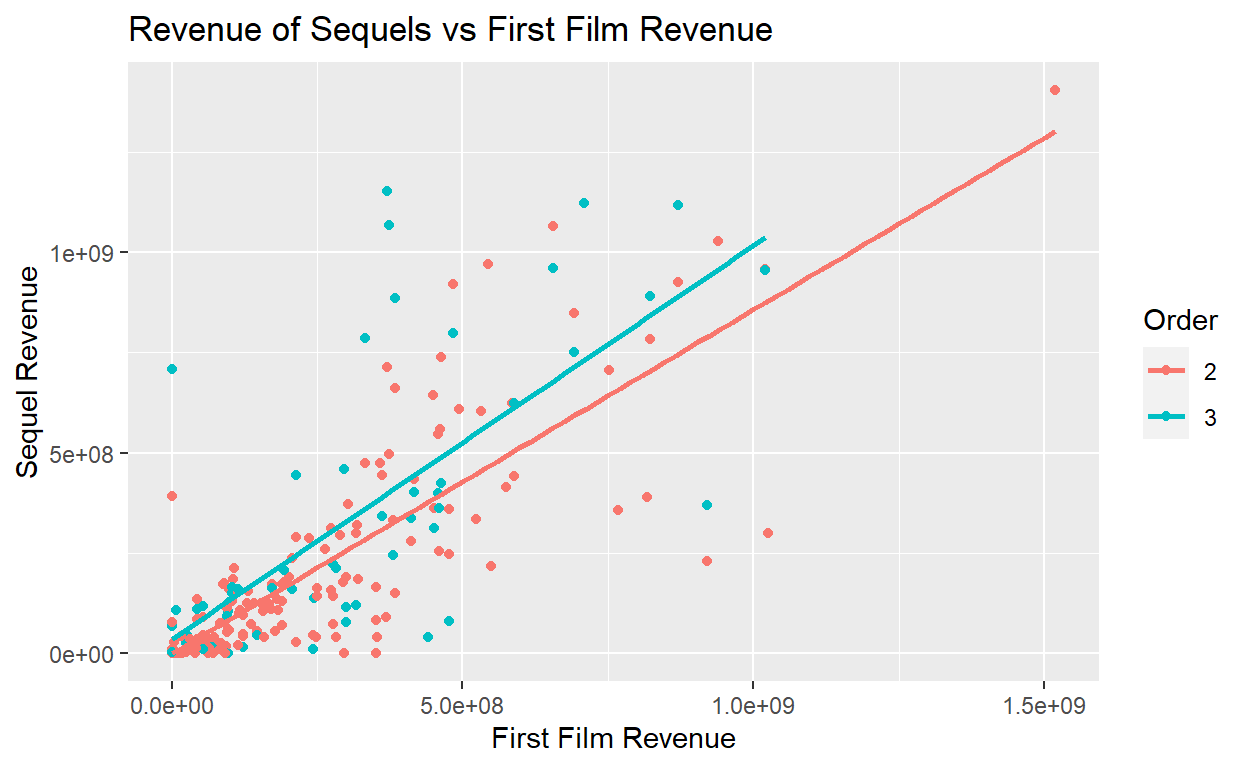 Revenue of Sequels vs First Film Revenue
Sequel Revenue
1e+09
5e+08
0e+00
0.0e+00 5.0e+08 1.0e+09 1.5e+09
First Film Revenue
Order
2
3